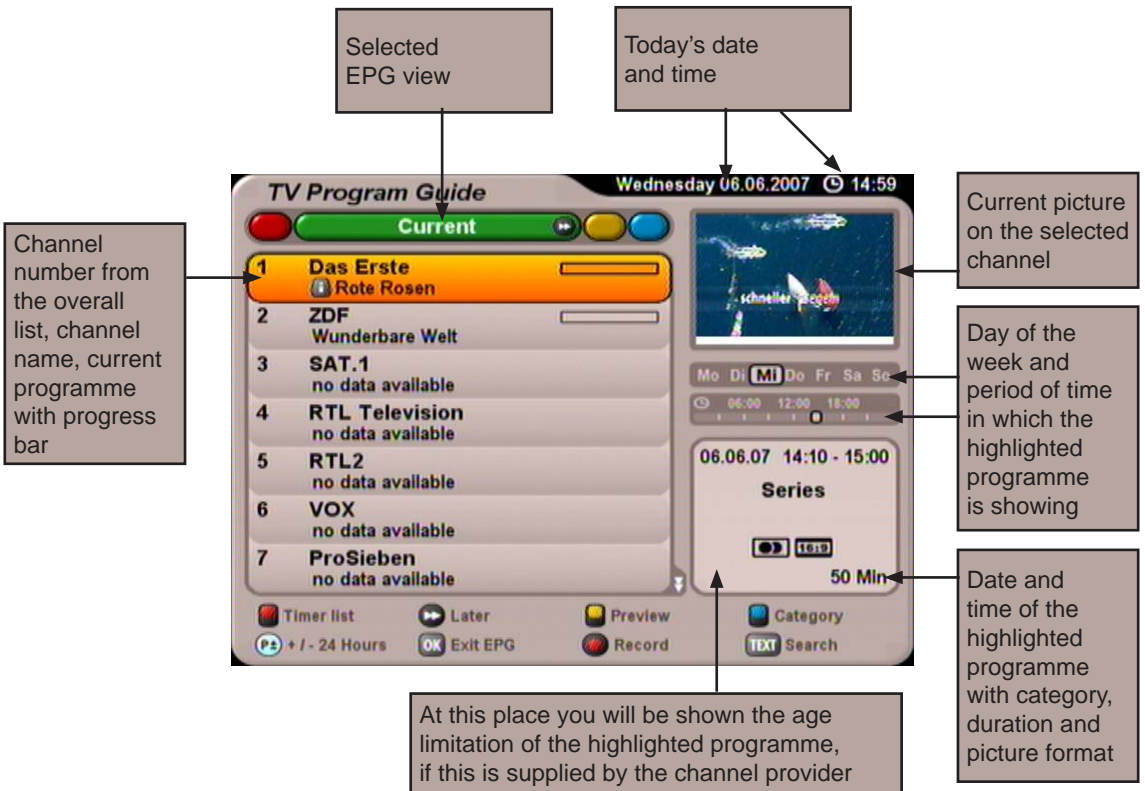 Selected
EPG view
Today's date
and time
TV Program Guide
Wednesday 06.06.2007 14:59
Current
1 Das Erste
Rote Rosen
2 ZDF
Wunderbare Welt
3 SAT.1
no data available
4 RTL Television
no data available
5 RTL2
no data available
6 VOX
no data available
7 ProSieben
no data available
schneller segeln
Mo Di Mi Do Fr Sa So
06:00 12:00 18:00
06.06.07 14:10 - 15:00
Series
16:9
50 Min
Timer list Later Preview Category
P± + / - 24 Hours OK Exit EPG Record TEXT Search
Channel
number from
the overall
list, channel
name, current
programme
with progress
bar
Current picture
on the selected
channel
Day of the
week and
period of time
in which the
highlighted
programme
is showing
Date and
time of the
highlighted
programme
with category,
duration and
picture format
At this place you will be shown the age
limitation of the highlighted programme,
if this is supplied by the channel provider